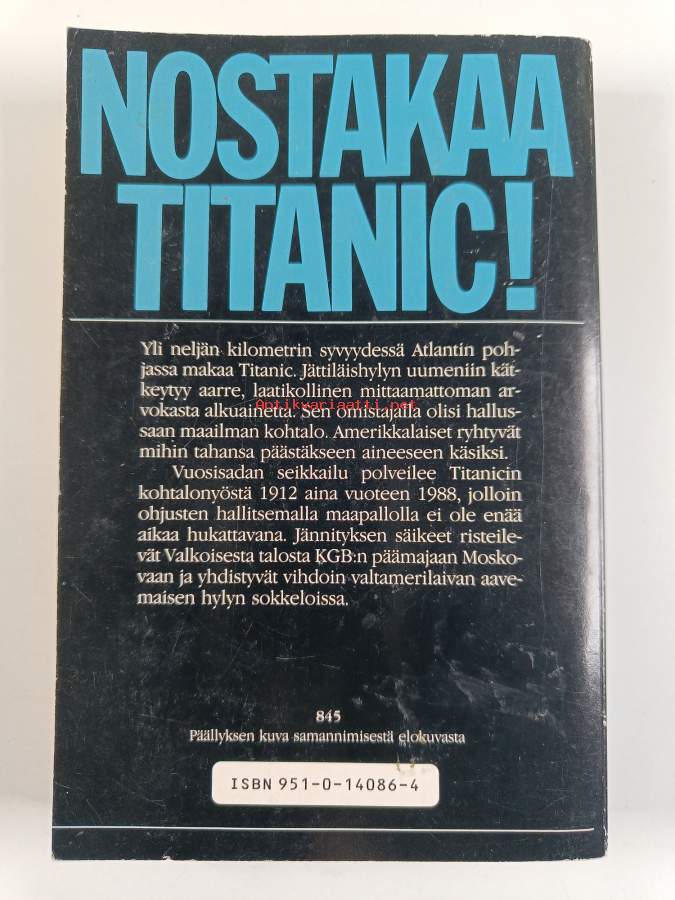 NOSTAKAA
TITANIC!
Yli neljän kilometrin syvyydessä Atlantin poh-
jassa makaa Titanic. Jättiläishylyn uumeniin kät-
keytyy aarre, laatikollinen mittaamattoman ar-
vokasta alkuainetta. Sen omistajalla olisi hallus-
Antikvariaatti.net
saan maailman kohtalo. Amerikkalaiset ryhtyvät
mihin tahansa päästäkseen aineeseen käsiksi.
Vuosisadan seikkailu polveilee Titanicin
kohtalonyöstä 1912 aina vuoteen 1988, jolloin
ohjusten hallitsemalla maapallolla ei ole enää
aikaa hukattavana. Jännityksen säikeet risteile-
vät Valkoisesta talosta KGB:n päämajaan Mosko-
vaan ja yhdistyvät vihdoin valtamerilaivan aave-
maisen hylyn sokkeloissa.
845
Päällyksen kuva samannimisestä elokuvasta
ISBN 951-0-14086-4